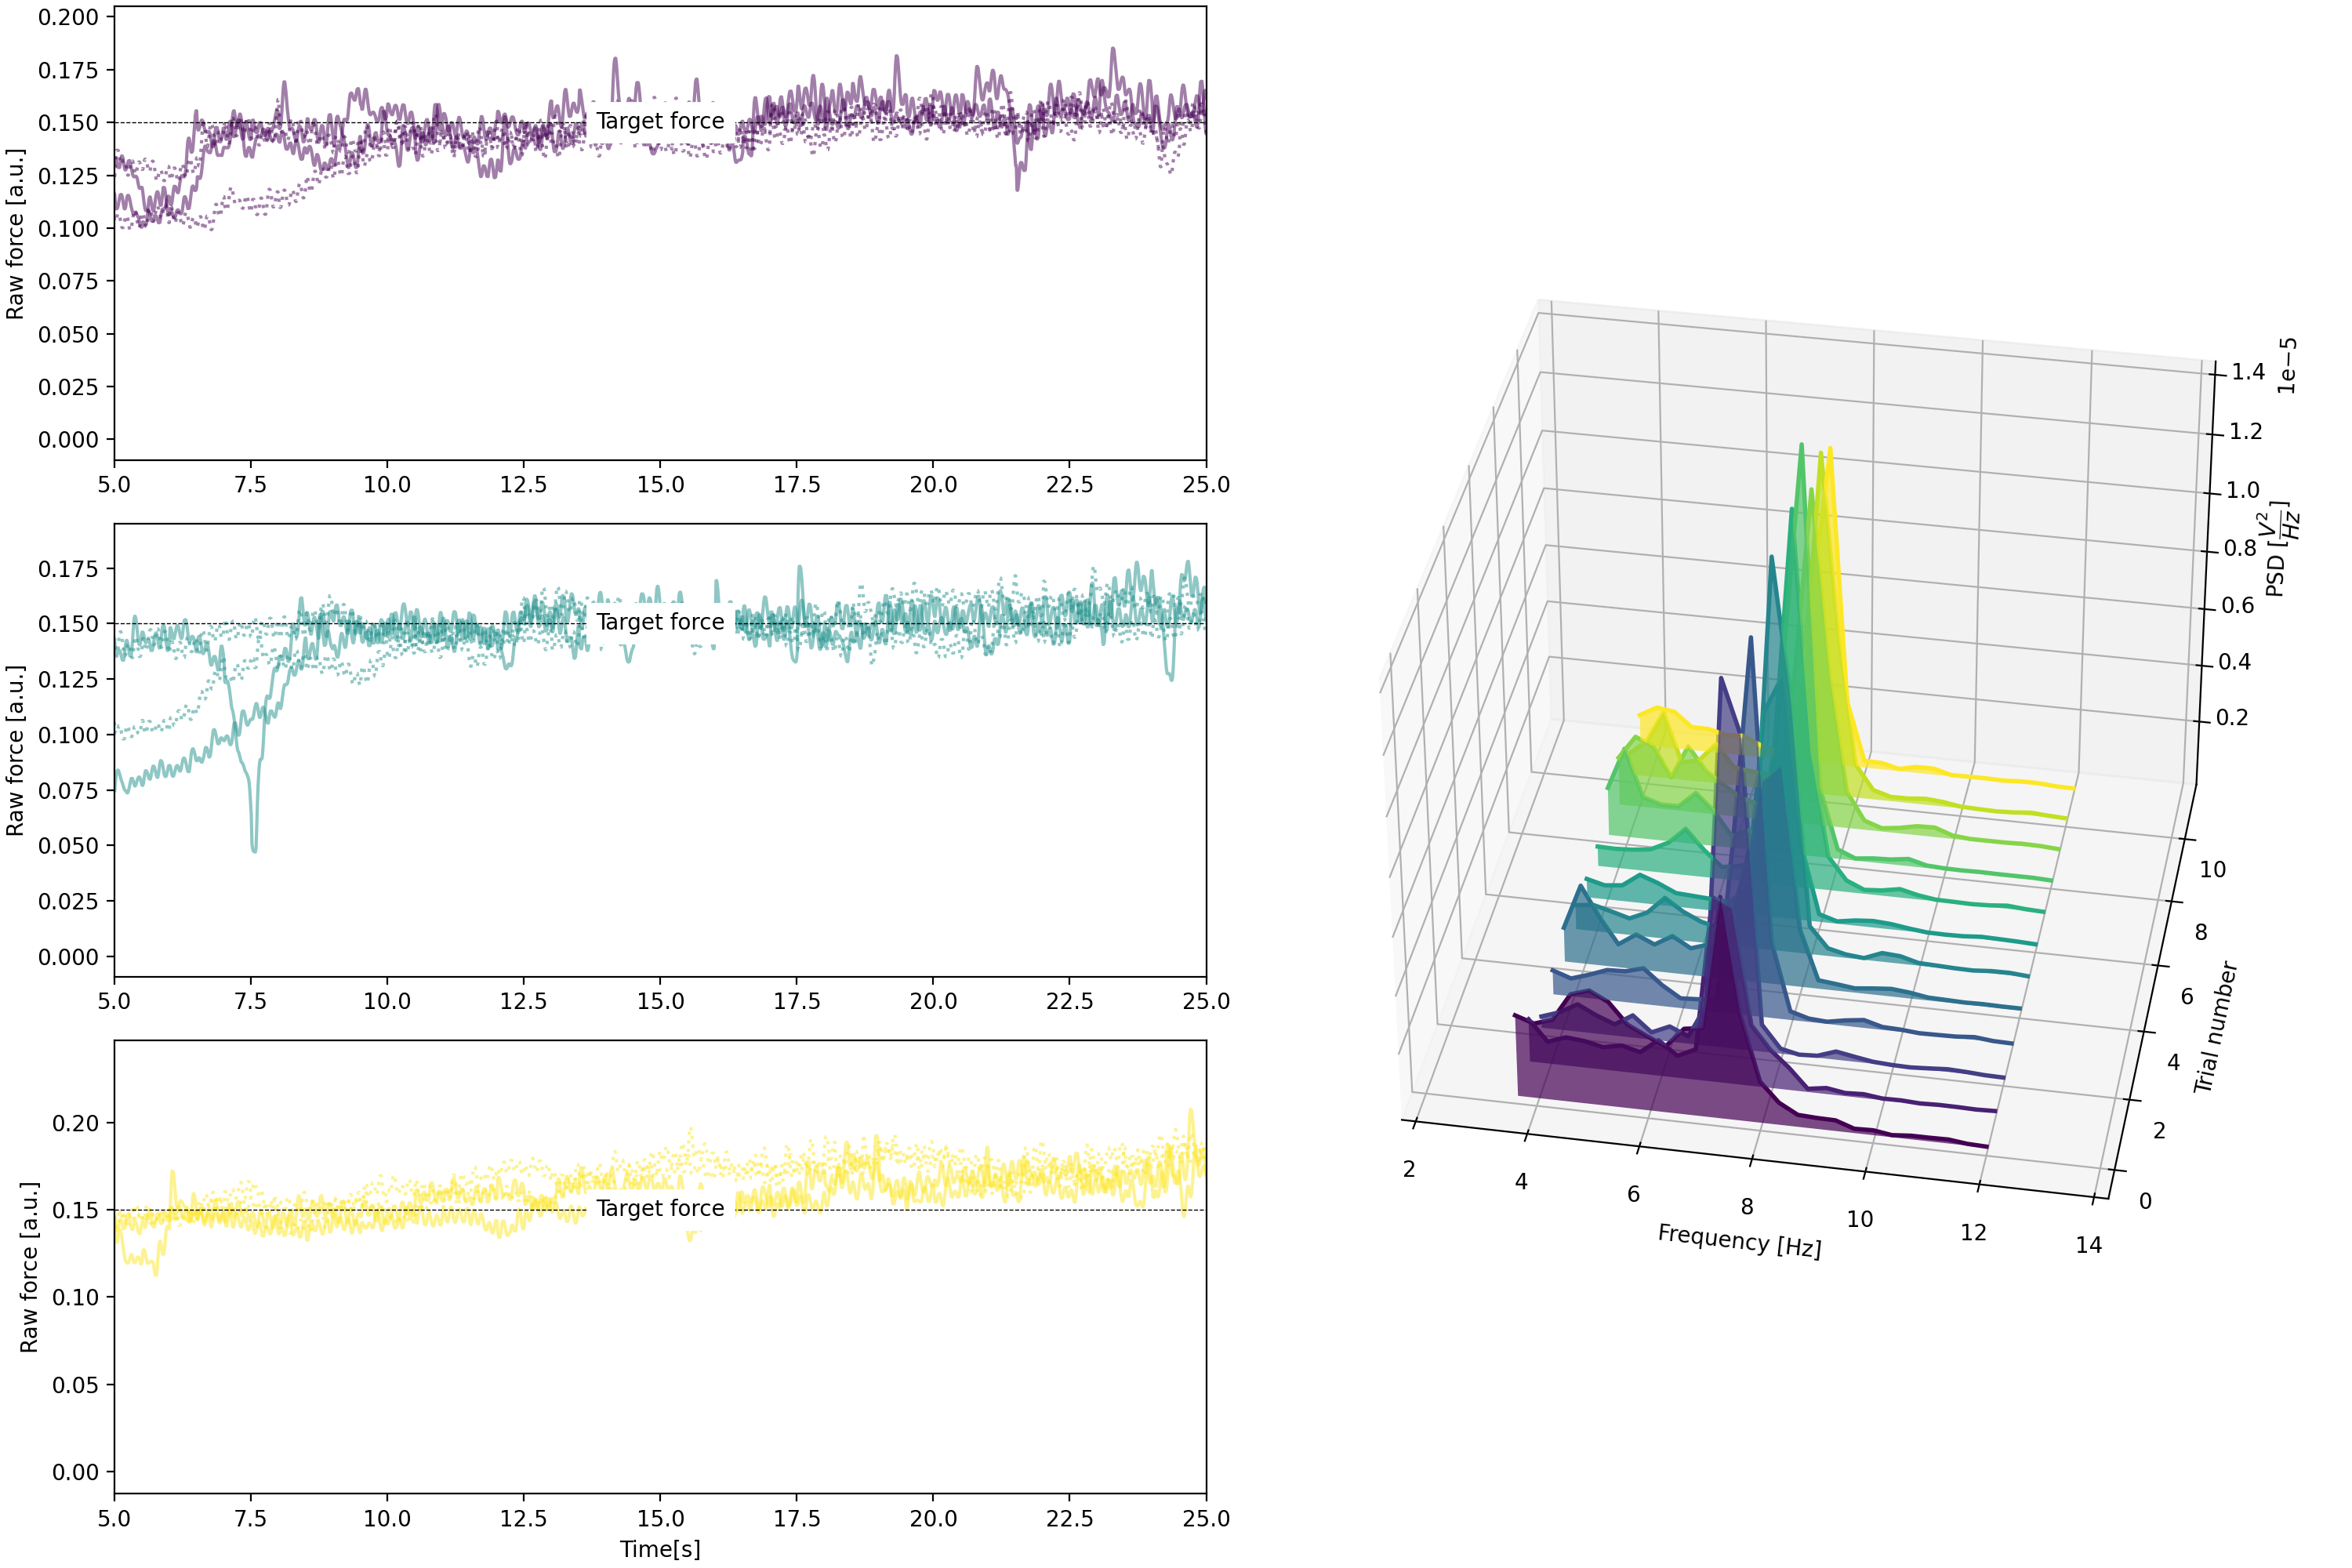 0.200
0.175
0.150
0.125
0.100
0.075
0.050
0.025
0.000
Raw force [a.u.]
Target force
5.0 7.5 10.0 12.5 15.0 17.5 20.0 22.5 25.0
0.175
0.150
0.125
0.100
0.075
0.050
0.025
0.000
Raw force [a.u.]
Target force
5.0 7.5 10.0 12.5 15.0 17.5 20.0 22.5 25.0
0.20
0.15
0.10
0.05
0.00
Raw force [a.u.]
Target force
5.0 7.5 10.0 12.5 15.0 17.5 20.0 22.5 25.0
Time[s]
1e−5
1.4
1.2
1.0
0.8
0.6
0.4
0.2
PSD [V²/Hz]
10
8
6
4
2
0
Trial number
2 4 6 8 10 12 14
Frequency [Hz]